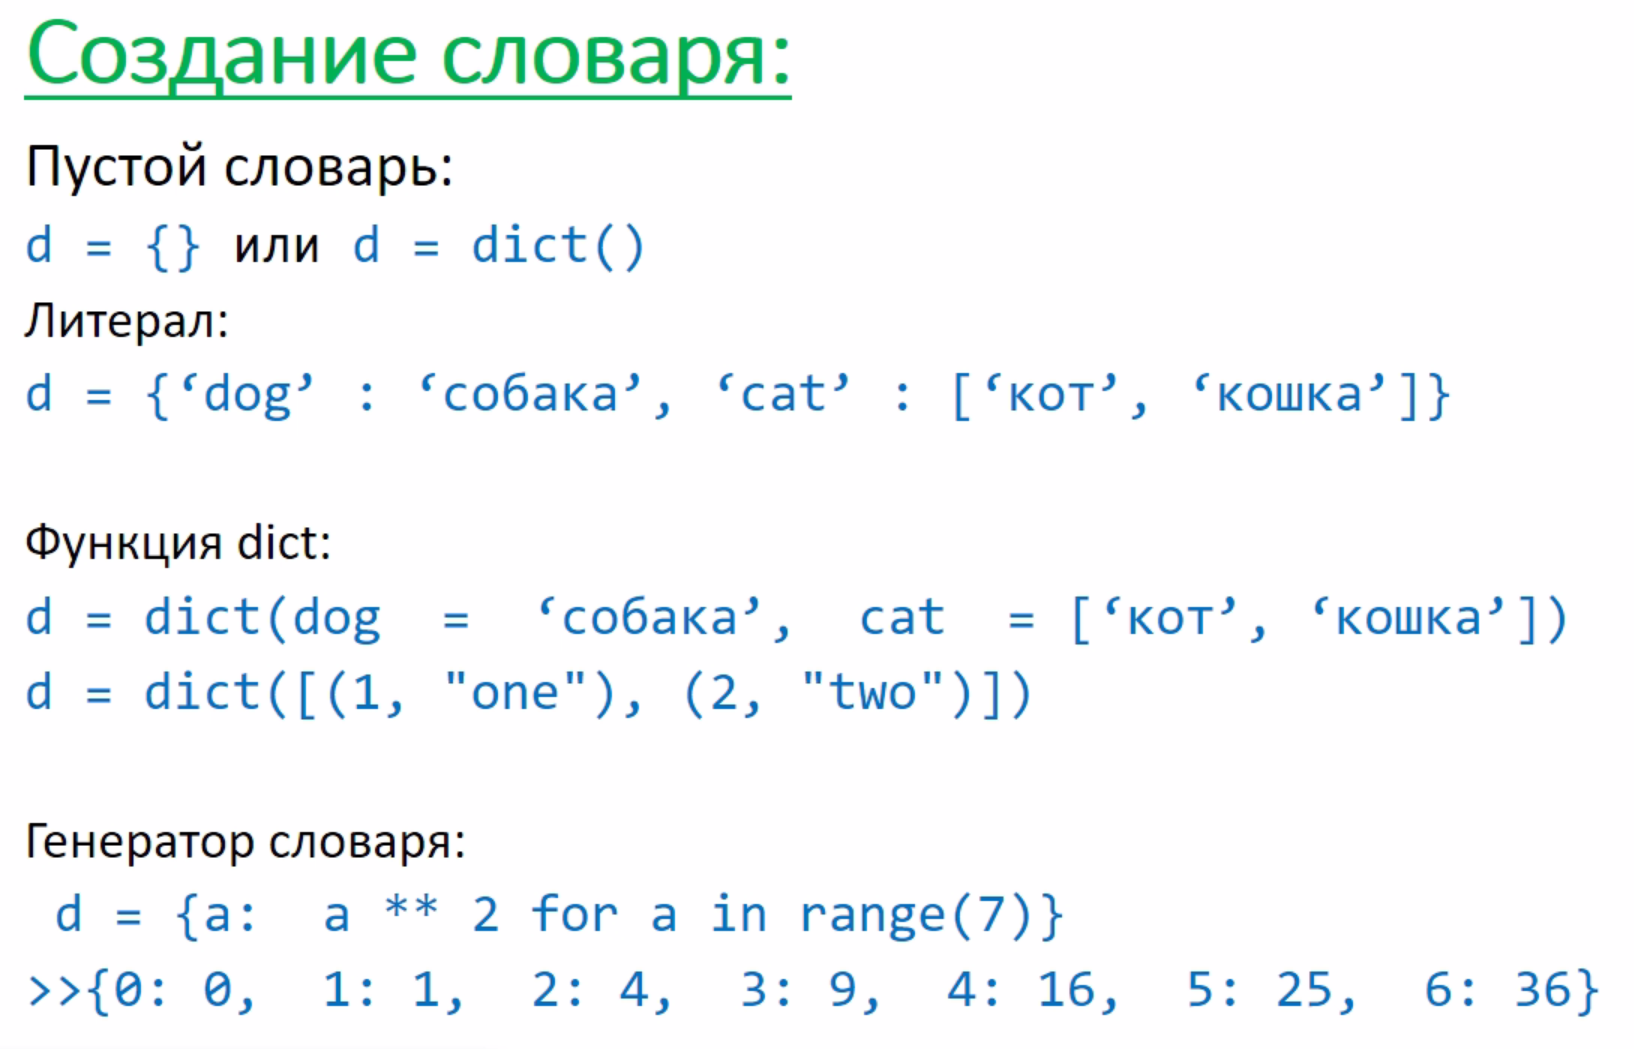 Создание словаря:
Пустой словарь:
d = {} или d = dict()
Литерал:
d = {‘dog’ : ‘собака’, ‘cat’ : [‘кот’, ‘кошка’]}
Функция dict:
d = dict(dog = ‘собака’, cat = [‘кот’, ‘кошка’])
d = dict([(1, "one"), (2, "two")])
Генератор словаря:
d = {a: a ** 2 for a in range(7)}
>>{0: 0, 1: 1, 2: 4, 3: 9, 4: 16, 5: 25, 6: 36}